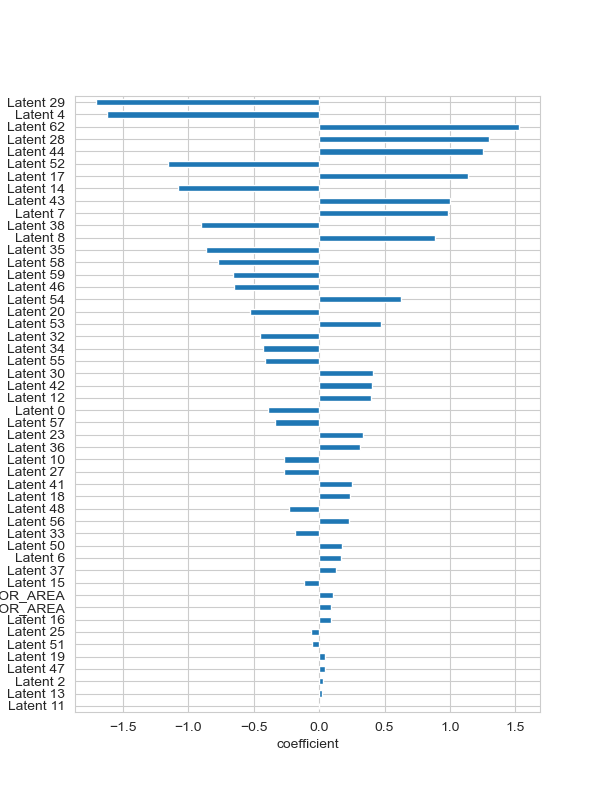 Latent 29
Latent 4
Latent 62
Latent 28
Latent 44
Latent 52
Latent 17
Latent 14
Latent 43
Latent 7
Latent 38
Latent 8
Latent 35
Latent 58
Latent 59
Latent 46
Latent 54
Latent 20
Latent 53
Latent 32
Latent 34
Latent 55
Latent 30
Latent 42
Latent 12
Latent 0
Latent 57
Latent 23
Latent 36
Latent 10
Latent 27
Latent 41
Latent 18
Latent 48
Latent 56
Latent 33
Latent 50
Latent 6
Latent 37
Latent 15
OR_AREA
OR_AREA
Latent 16
Latent 25
Latent 51
Latent 19
Latent 47
Latent 2
Latent 13
Latent 11
−1.5 −1.0 −0.5 0.0 0.5 1.0 1.5
coefficient